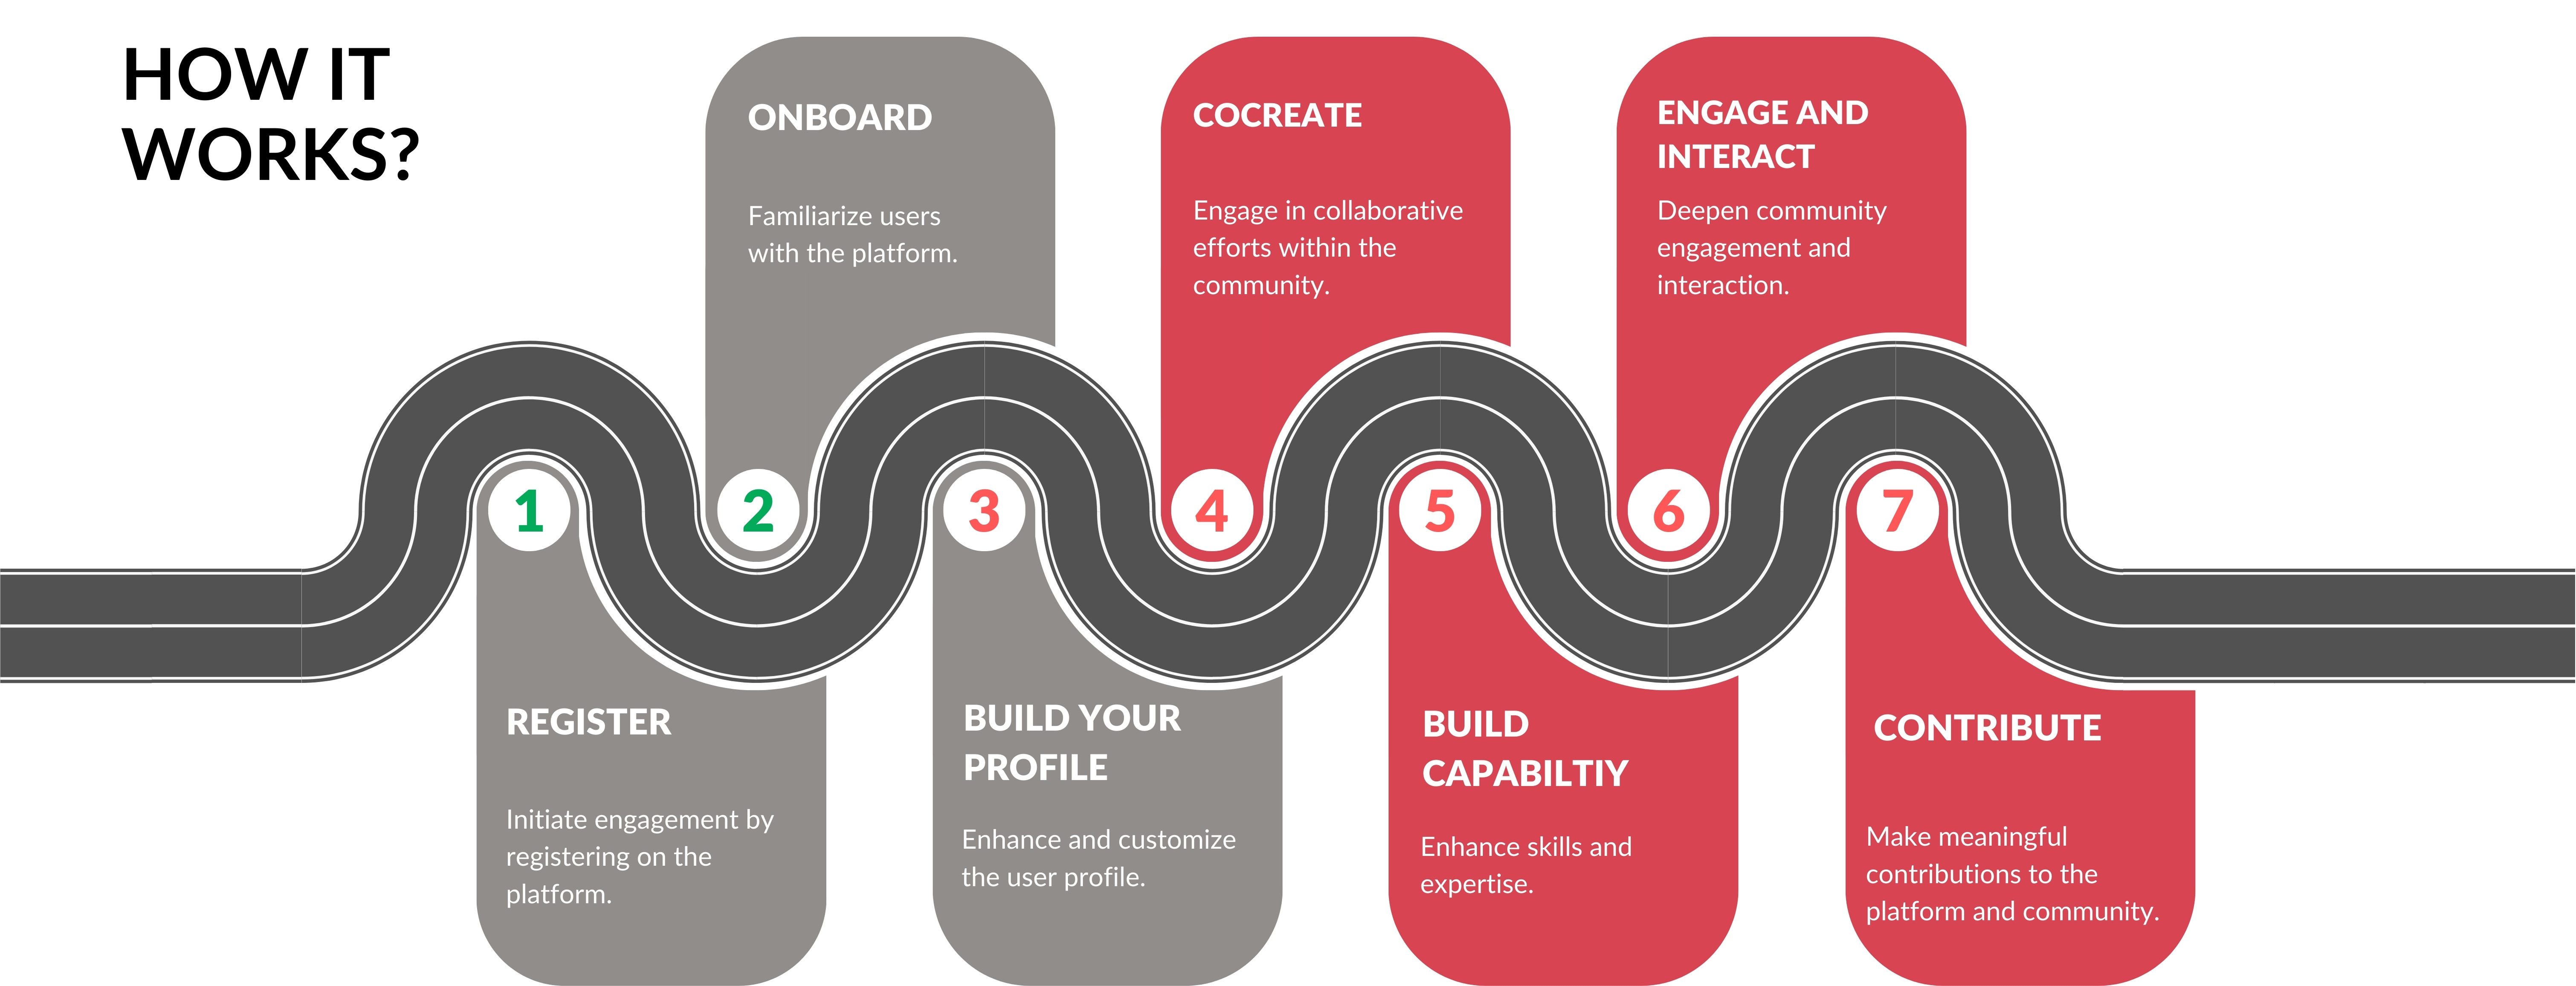 HOW IT
WORKS?
1
REGISTER
Initiate engagement by
registering on the
platform.
2
ONBOARD
Familiarize users
with the platform.
3
BUILD YOUR
PROFILE
Enhance and customize
the user profile.
4
COCREATE
Engage in collaborative
efforts within the
community.
5
BUILD
CAPABILTIY
Enhance skills and
expertise.
6
ENGAGE AND
INTERACT
Deepen community
engagement and
interaction.
7
CONTRIBUTE
Make meaningful
contributions to the
platform and community.